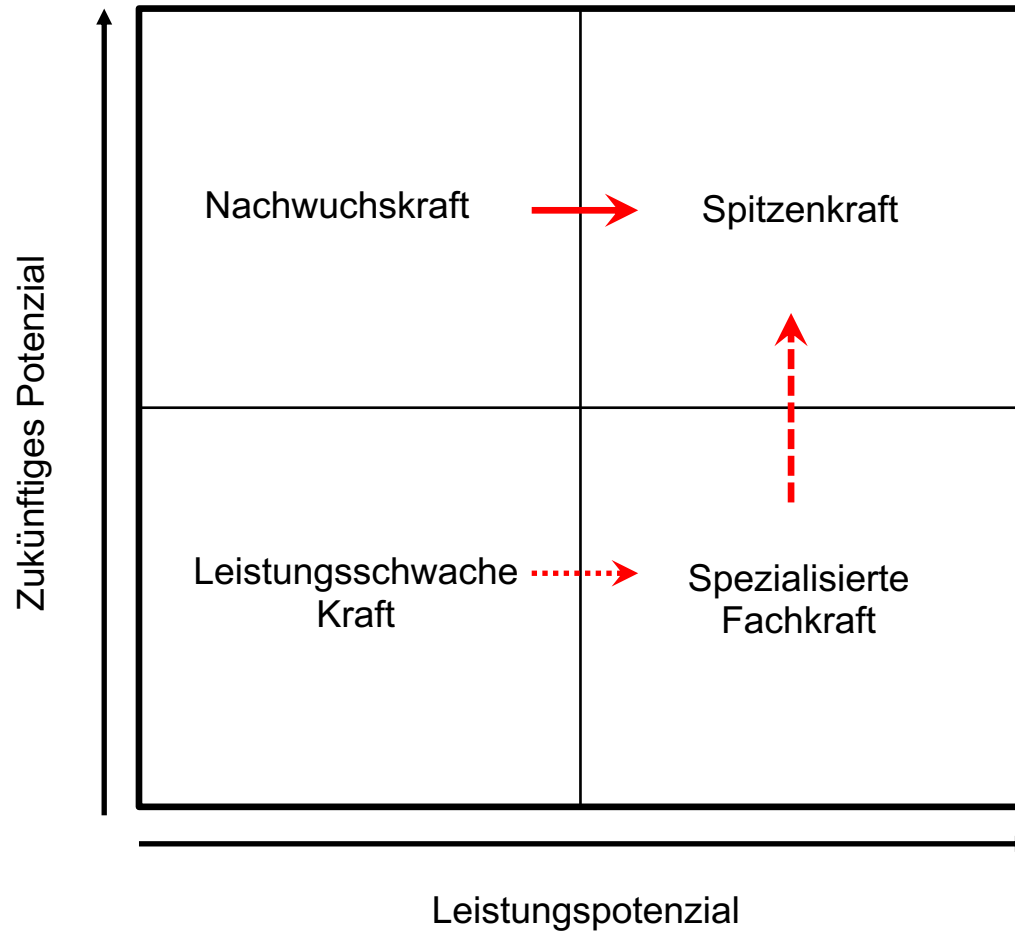 Zukünftiges Potenzial
Nachwuchskraft
Spitzenkraft
Leistungsschwache
Kraft
Spezialisierte
Fachkraft
Leistungspotenzial